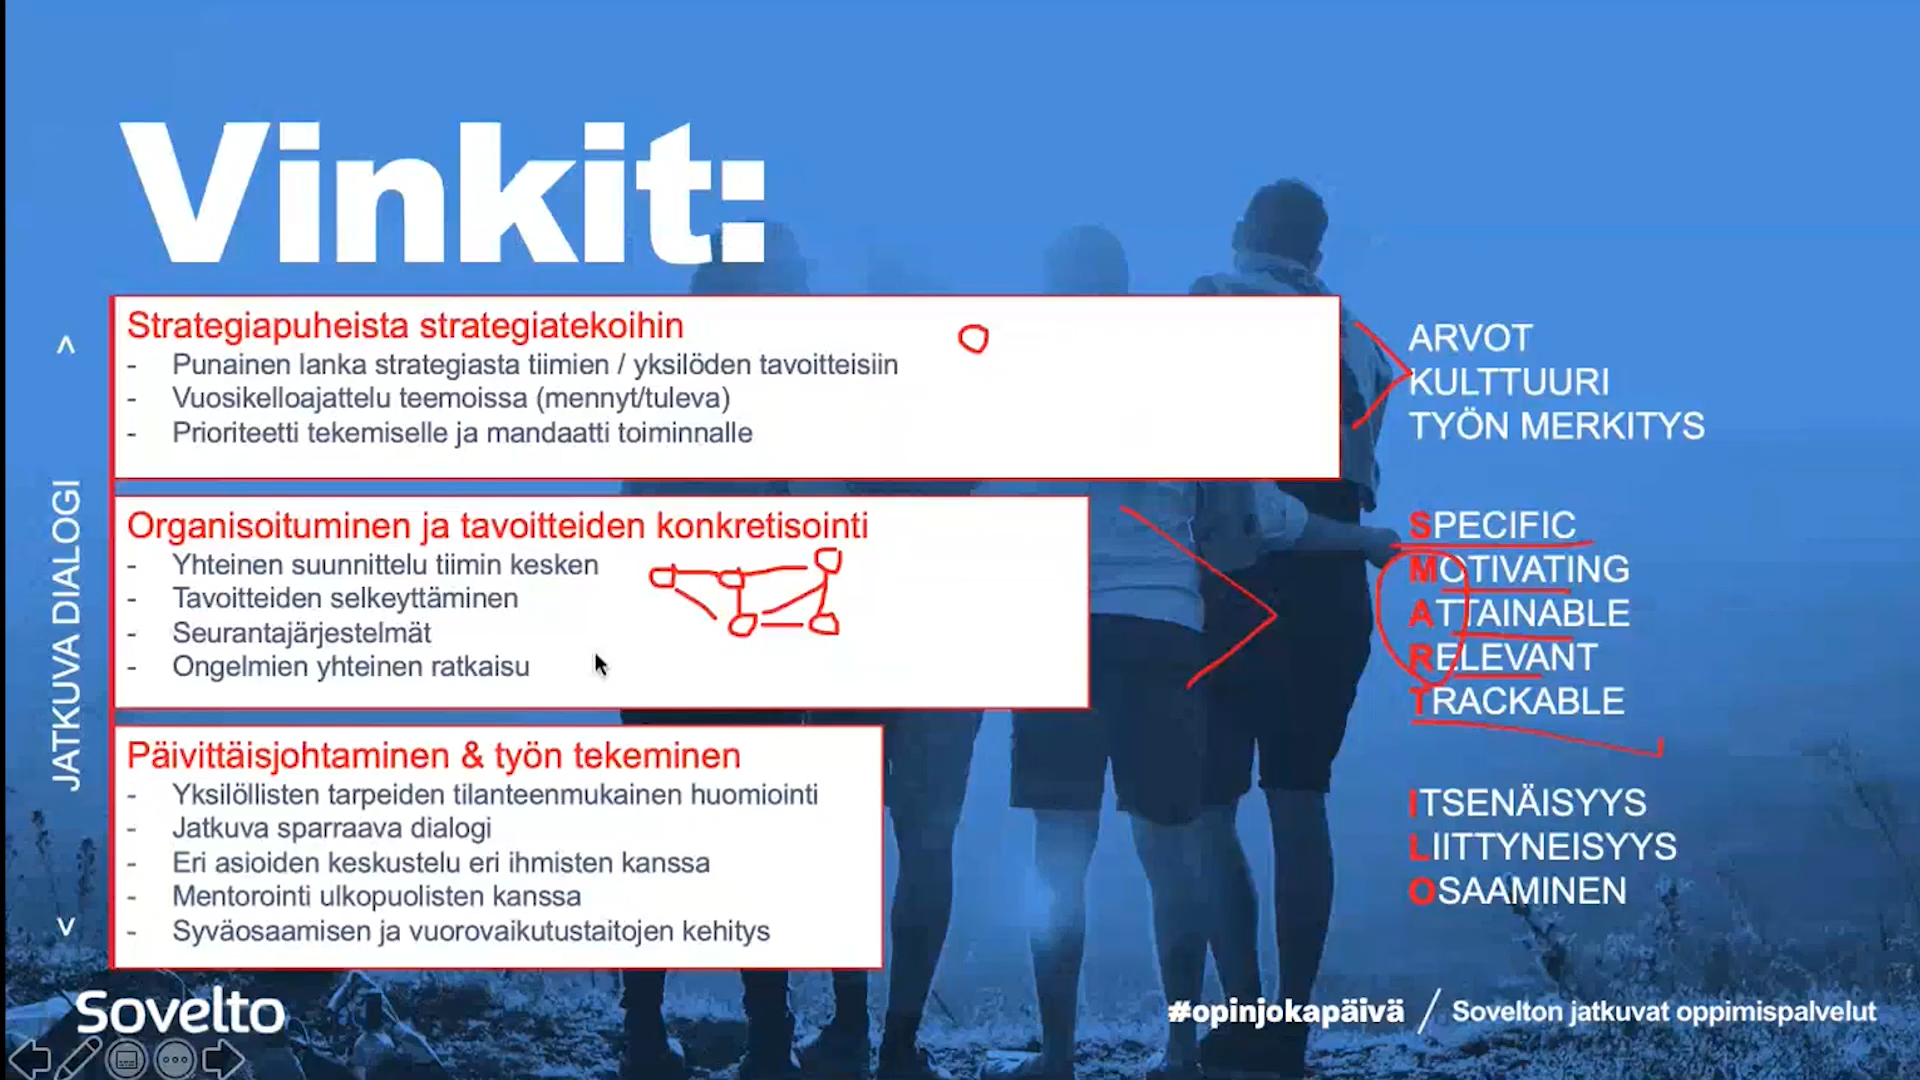 Vinkit:
JATKUVA DIALOGI
Strategiapuheista strategiatekoihin
- Punainen lanka strategiasta tiimien / yksilöden tavoitteisiin
- Vuosikelloajattelu teemoissa (mennyt/tuleva)
- Prioriteetti tekemiselle ja mandaatti toiminnalle
ARVOT
KULTTUURI
TYÖN MERKITYS
Organisoituminen ja tavoitteiden konkretisointi
- Yhteinen suunnittelu tiimin kesken
- Tavoitteiden selkeyttäminen
- Seurantajärjestelmät
- Ongelmien yhteinen ratkaisu
SPECIFIC
MOTIVATING
ATTAINABLE
RELEVANT
TRACKABLE
Päivittäisjohtaminen & työn tekeminen
- Yksilöllisten tarpeiden tilanteenmukainen huomiointi
- Jatkuva sparraava dialogi
- Eri asioiden keskustelu eri ihmisten kanssa
- Mentorointi ulkopuolisten kanssa
- Syväosaamisen ja vuorovaikutustaitojen kehitys
ITSENÄISYYS
LIITTYNEISYYS
OSAAMINEN
Sovelto
#opinjokapäivä / Sovelton jatkuvat oppimispalvelut